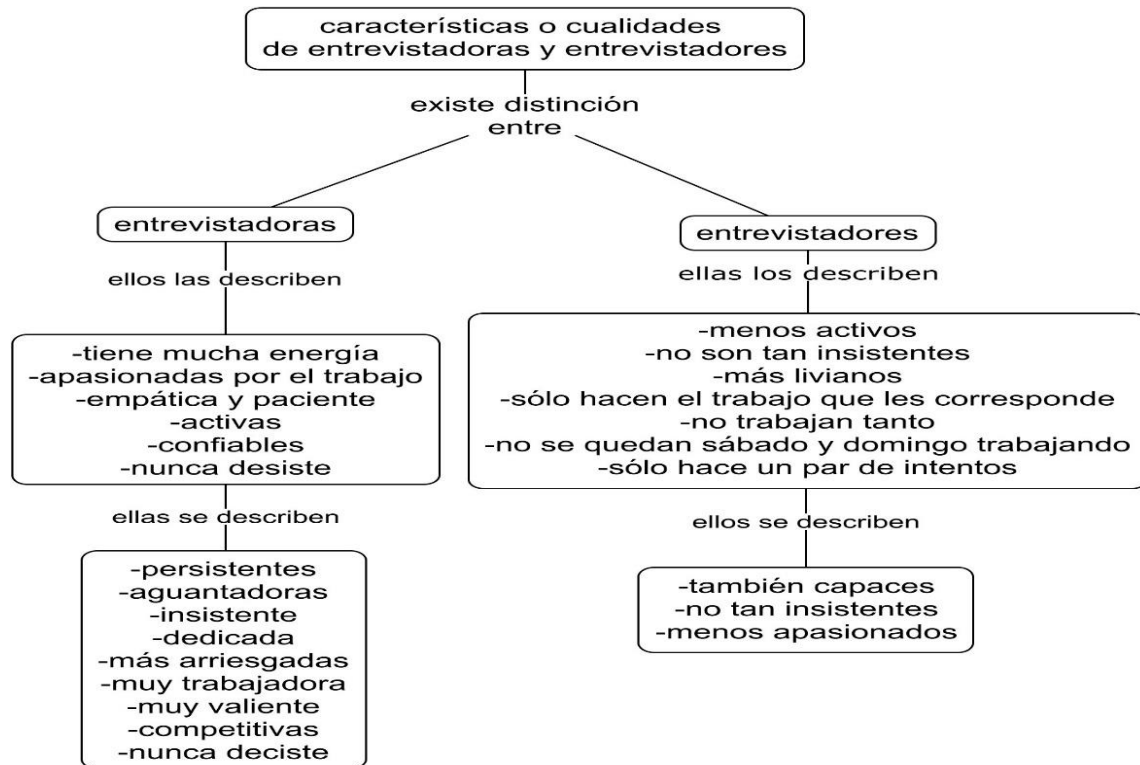 características o cualidades
de entrevistadoras y entrevistadores
existe distinción
entre
entrevistadoras
ellos las describen
-tiene mucha energía
-apasionadas por el trabajo
-empática y paciente
-activas
-confiables
-nunca desiste
ellas se describen
-persistentes
-aguantadoras
-insistente
-dedicada
-más arriesgadas
-muy trabajadora
-muy valiente
-competitivas
-nunca deciste
entrevistadores
ellas los describen
-menos activos
-no son tan insistentes
-más livianos
-sólo hacen el trabajo que les corresponde
-no trabajan tanto
-no se quedan sábado y domingo trabajando
-sólo hace un par de intentos
ellos se describen
-también capaces
-no tan insistentes
-menos apasionados